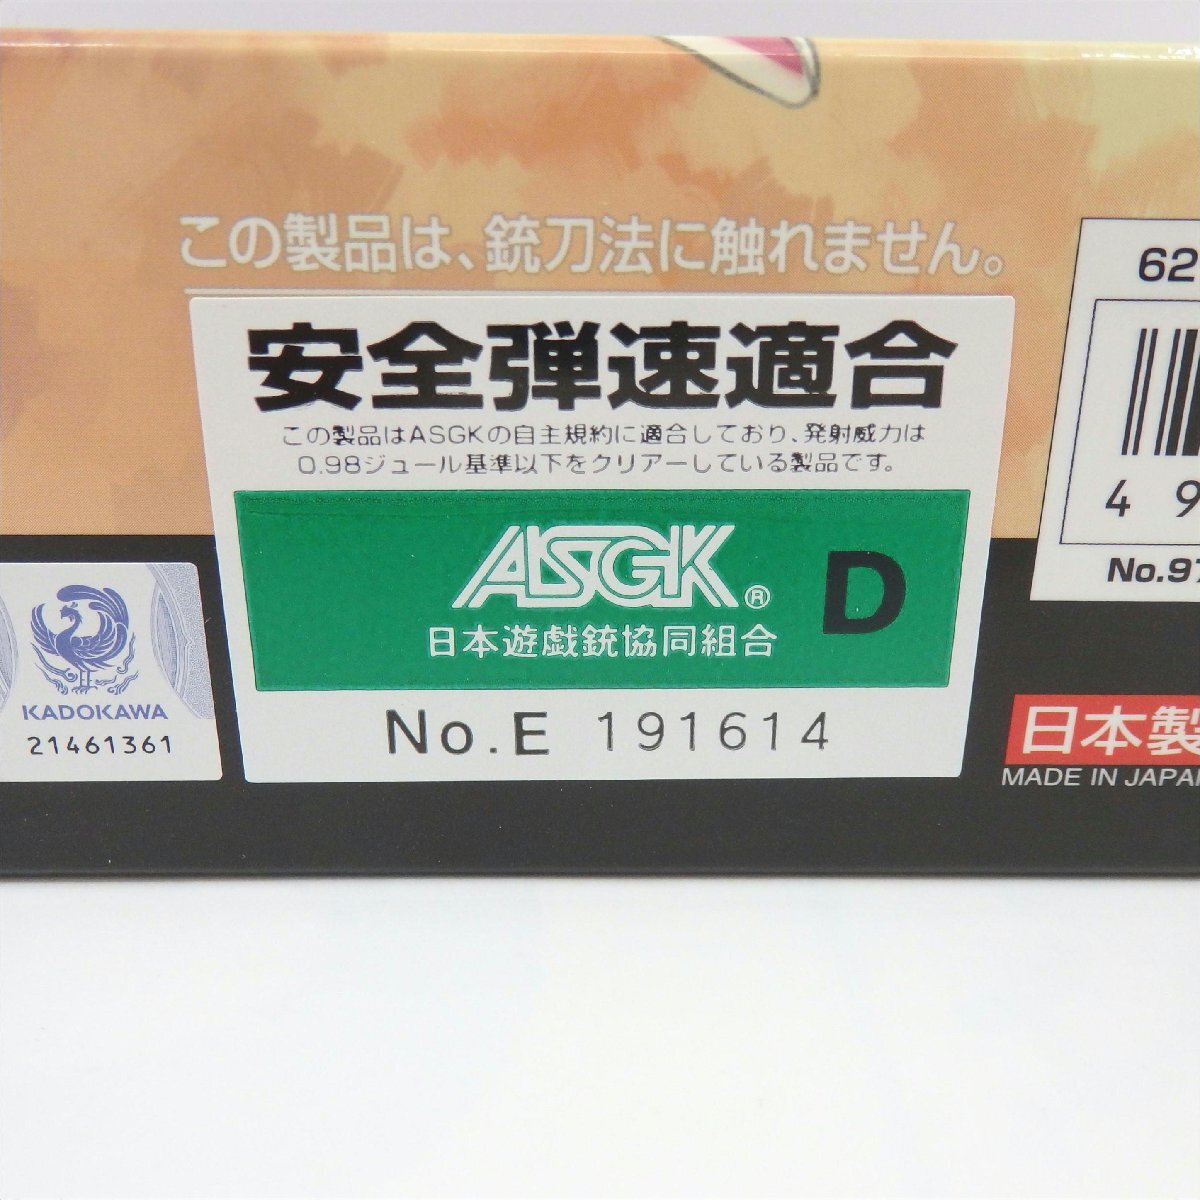 この製品は、銃刀法に触れません。
安全弾速適合
この製品はASGKの自主規約に適合しており、発射威力は
0.98ジュール基準以下をクリアーしている製品です。
ASGK®
D
日本遊戯銃協同組合
No.E 191614
KADOKAWA
21461361
62
4 9
No.97
日本製
MADE IN JAPAN